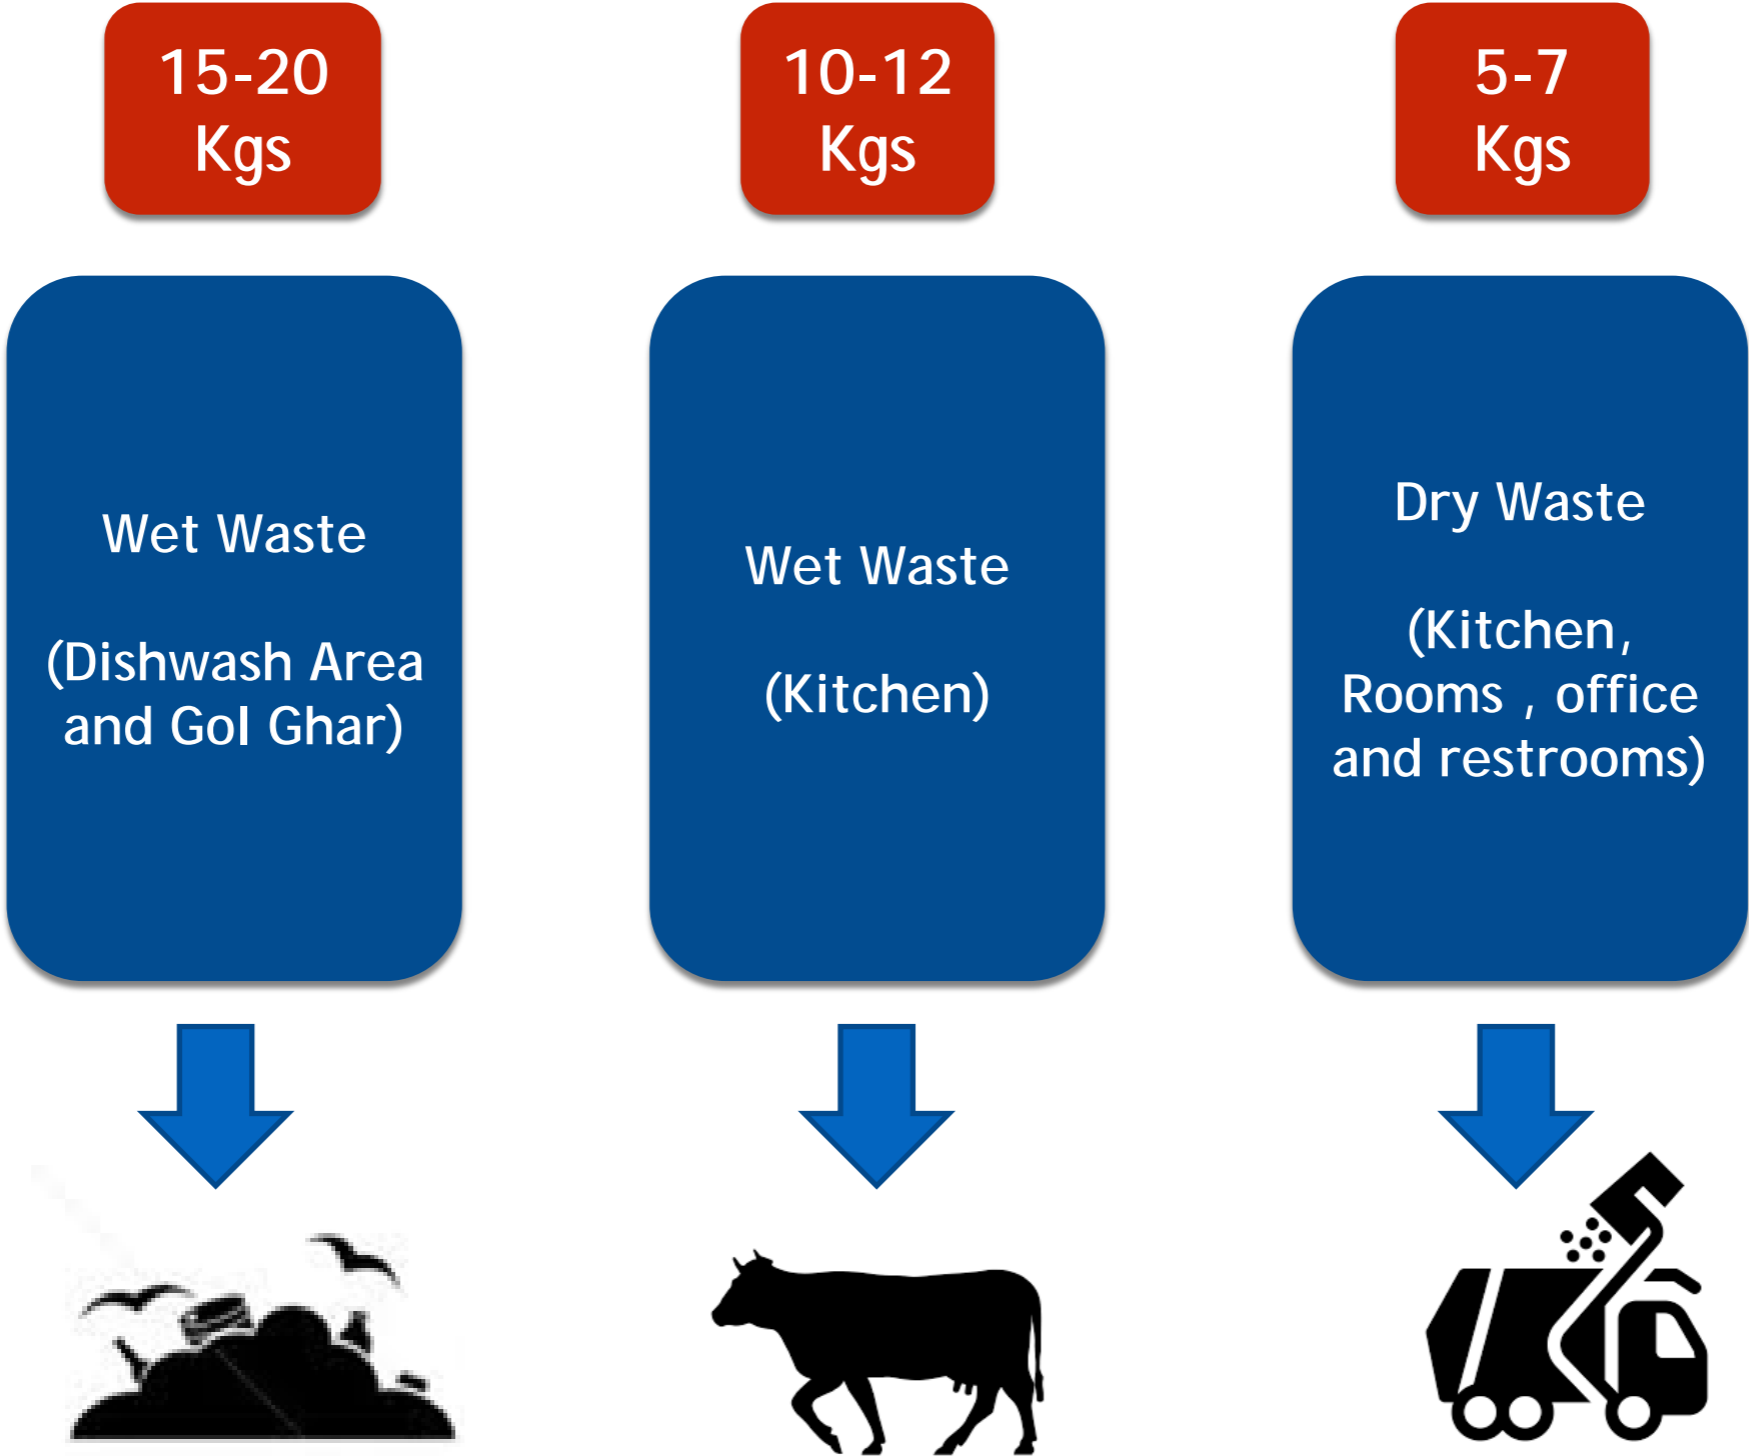 15-20
Kgs
10-12
Kgs
5-7
Kgs
Wet Waste
(Dishwash Area
and Gol Ghar)
Wet Waste
(Kitchen)
Dry Waste
(Kitchen,
Rooms , office
and restrooms)